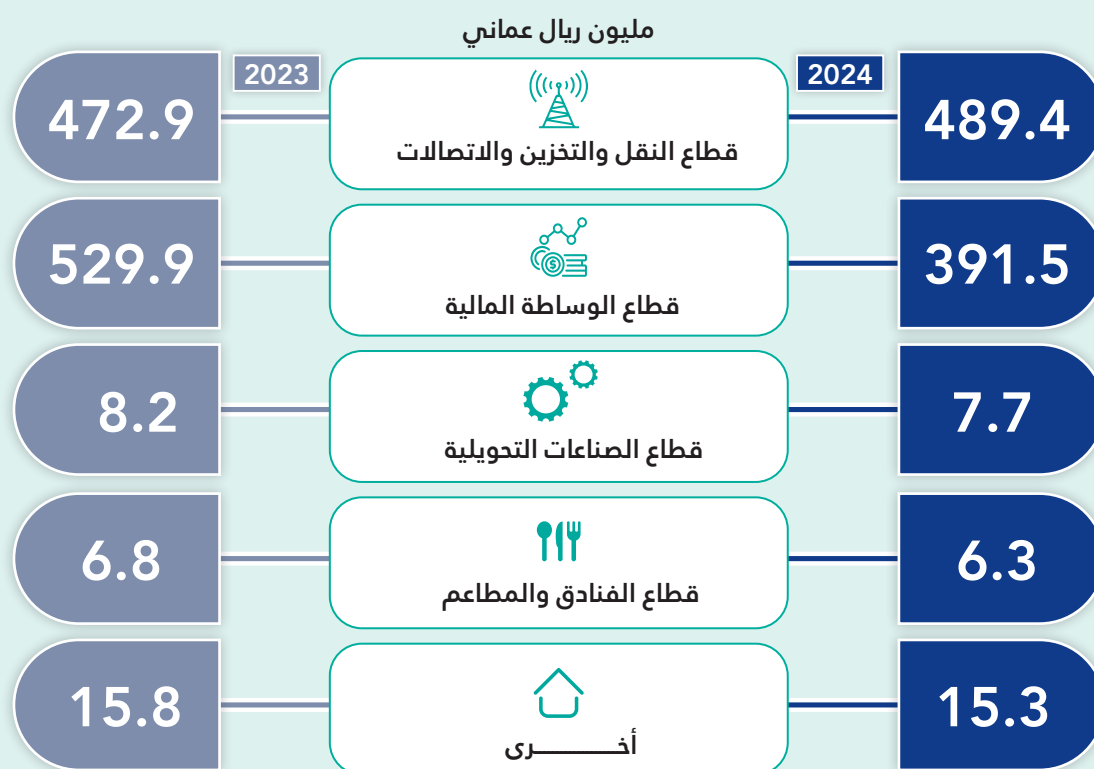 مليون ريال عماني
2024
2023
489.4
قطاع النقل والتخزين والاتصالات
472.9
391.5
قطاع الوساطة المالية
529.9
7.7
قطاع الصناعات التحويلية
8.2
6.3
قطاع الفنادق والمطاعم
6.8
15.3
أخــــــــرى
15.8